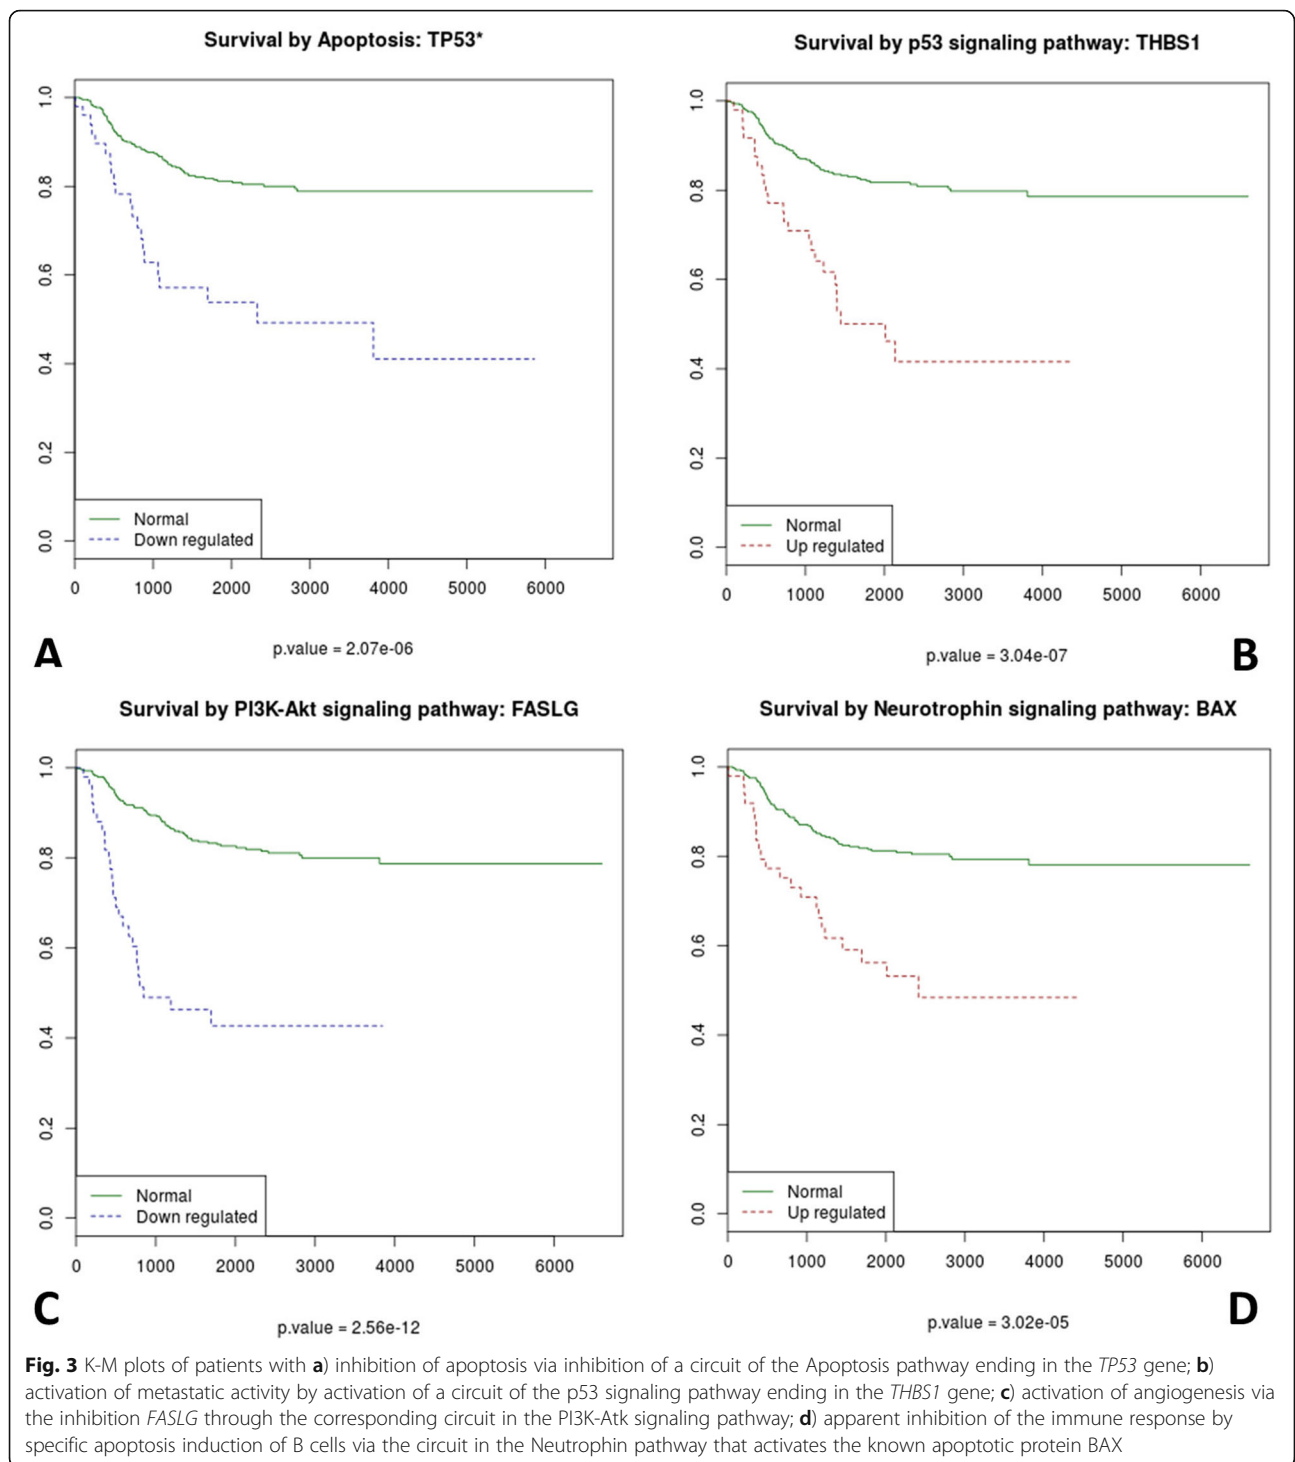 Survival by Apoptosis: TP53*
1.0
0.8
0.6
0.4
0.2
0.0
Normal
Down regulated
0 1000 2000 3000 4000 5000 6000
p.value = 2.07e-06
A
Survival by p53 signaling pathway: THBS1
1.0
0.8
0.6
0.4
0.2
0.0
Normal
Up regulated
0 1000 2000 3000 4000 5000 6000
p.value = 3.04e-07
B
Survival by PI3K-Akt signaling pathway: FASLG
1.0
0.8
0.6
0.4
0.2
0.0
Normal
Down regulated
0 1000 2000 3000 4000 5000 6000
p.value = 2.56e-12
C
Survival by Neurotrophin signaling pathway: BAX
1.0
0.8
0.6
0.4
0.2
0.0
Normal
Up regulated
0 1000 2000 3000 4000 5000 6000
p.value = 3.02e-05
D
Fig. 3 K-M plots of patients with a) inhibition of apoptosis via inhibition of a circuit of the Apoptosis pathway ending in the TP53 gene; b)
activation of metastatic activity by activation of a circuit of the p53 signaling pathway ending in the THBS1 gene; c) activation of angiogenesis via
the inhibition FASLG through the corresponding circuit in the PI3K-Atk signaling pathway; d) apparent inhibition of the immune response by
specific apoptosis induction of B cells via the circuit in the Neutrophin pathway that activates the known apoptotic protein BAX